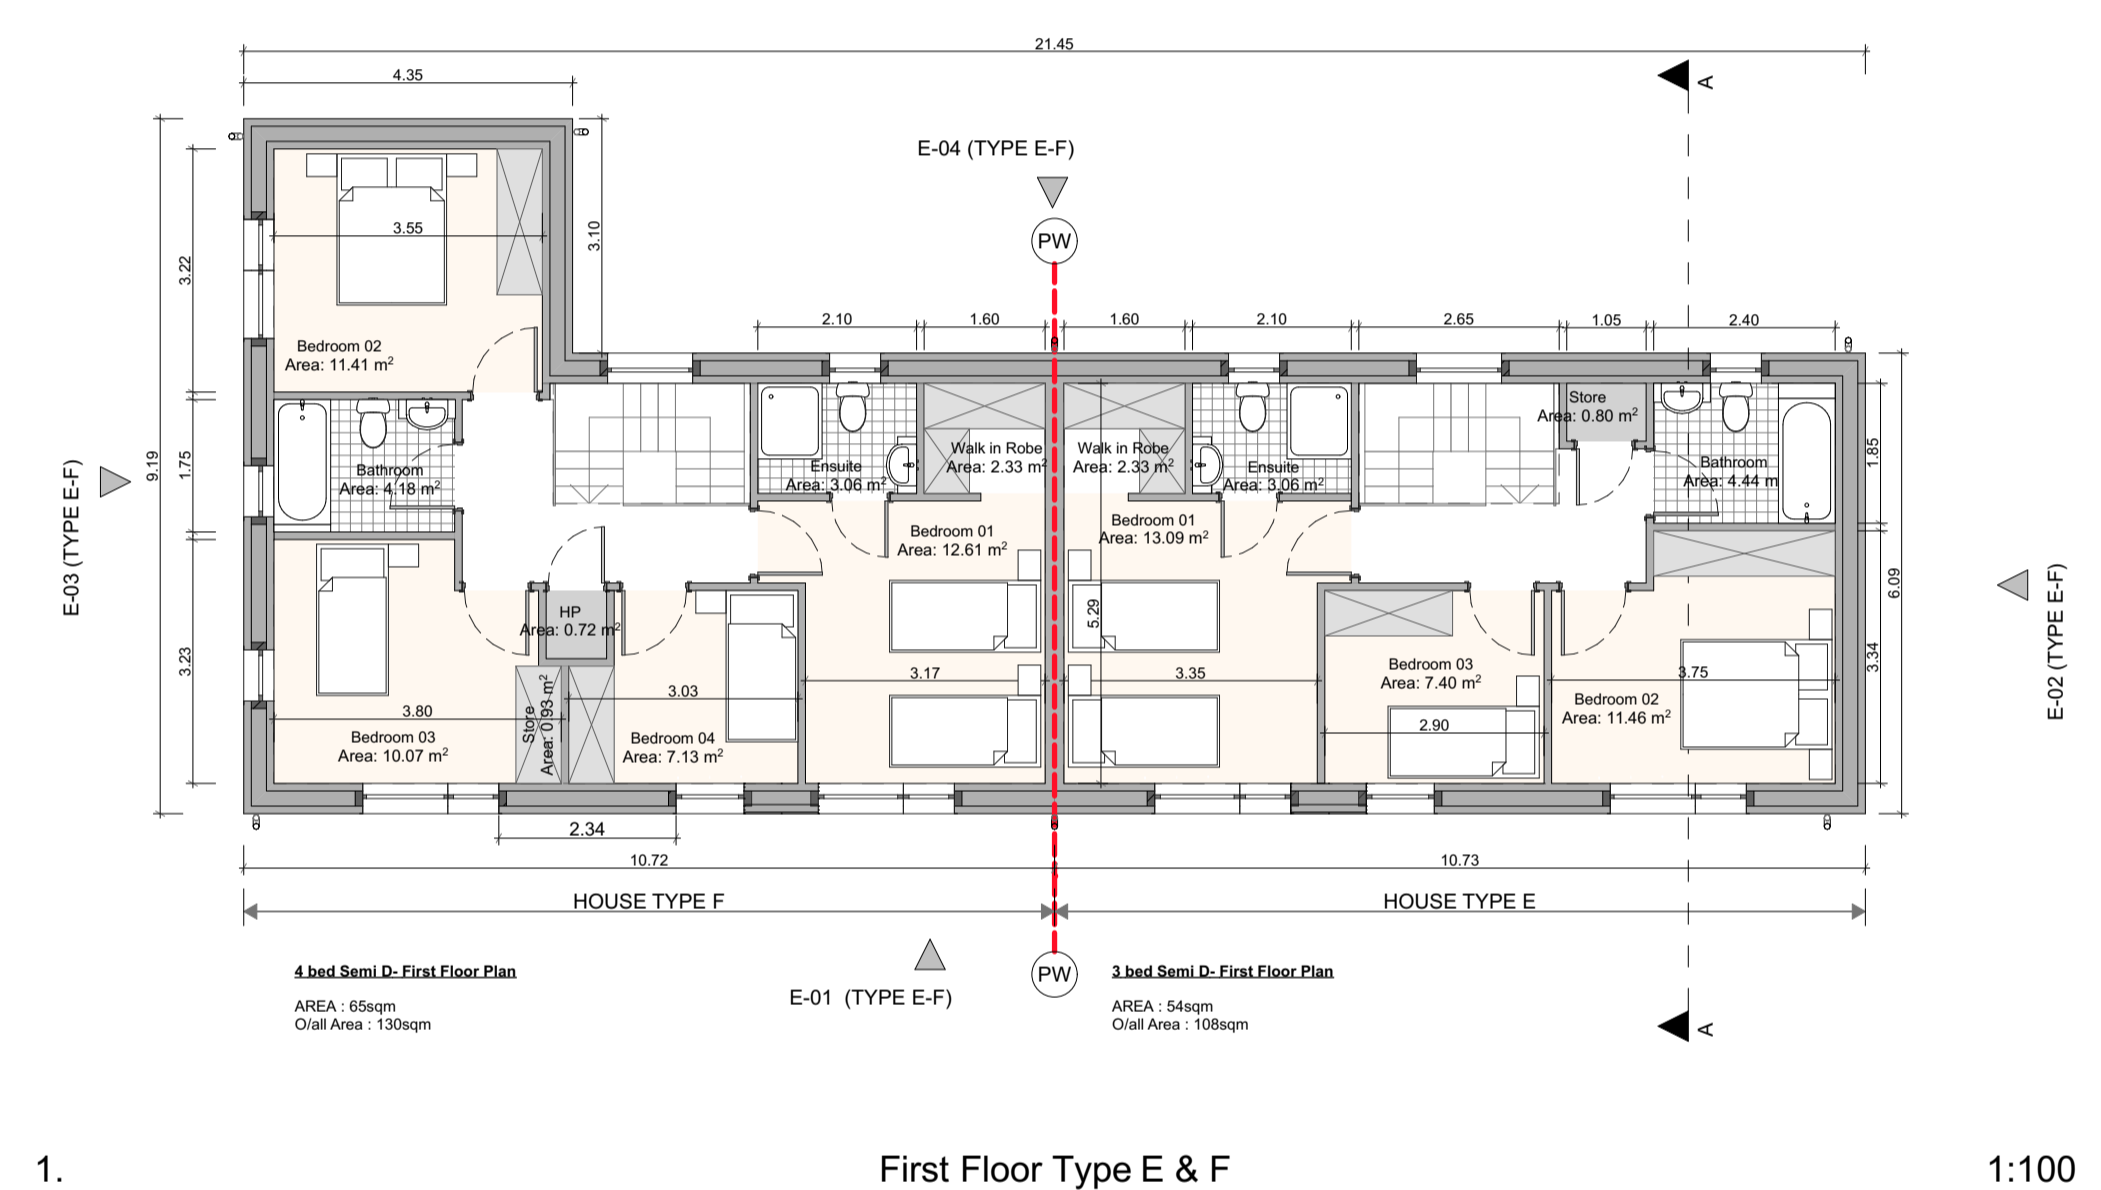 21.45
4.35
A
E-04 (TYPE E-F)
PW
3.10
3.55
3.22
9.19
Bedroom 02
Area: 11.41 m²
2.10
1.60
1.60
2.10
2.65
1.05
2.40
Store
Area: 0.80 m²
Bathroom
Area: 4.18 m²
1.75
Ensuite
Area: 3.06 m²
Walk in Robe
Area: 2.33 m²
Walk in Robe
Area: 2.33 m²
Ensuite
Area: 3.06 m²
Bathroom
Area: 4.44 m
1.85
E-03 (TYPE E-F)
Bedroom 01
Area: 12.61 m²
Bedroom 01
Area: 13.09 m²
5.29
6.09
E-02 (TYPE E-F)
HP
Area: 0.72 m²
3.23
3.80
Bedroom 03
Area: 10.07 m²
Store
Area: 0.93 m²
3.03
Bedroom 04
Area: 7.13 m²
3.17
3.35
Bedroom 03
Area: 7.40 m²
2.90
3.75
Bedroom 02
Area: 11.46 m²
3.34
2.34
10.72
10.73
HOUSE TYPE F
HOUSE TYPE E
4 bed Semi D- First Floor Plan
AREA : 65sqm
O/all Area : 130sqm
E-01 (TYPE E-F)
PW
3 bed Semi D- First Floor Plan
AREA : 54sqm
O/all Area : 108sqm
A
1.
First Floor Type E & F
1:100